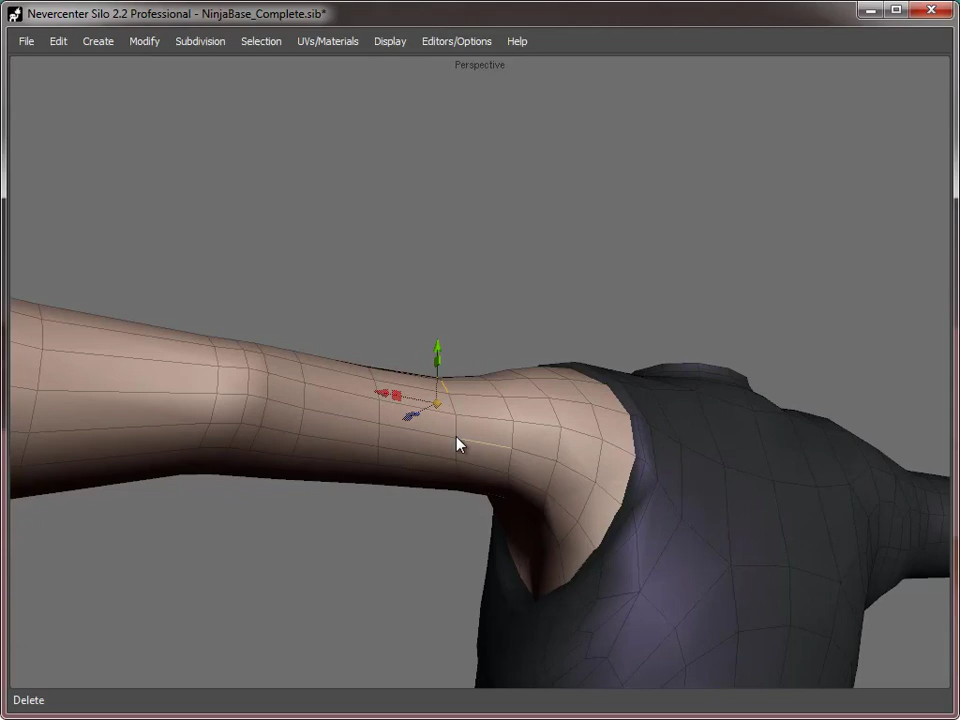 Nevercenter Silo 2.2 Professional - NinjaBase_Complete.sib*
File Edit Create Modify Subdivision Selection UVs/Materials Display Editors/Options Help
Perspective
Delete